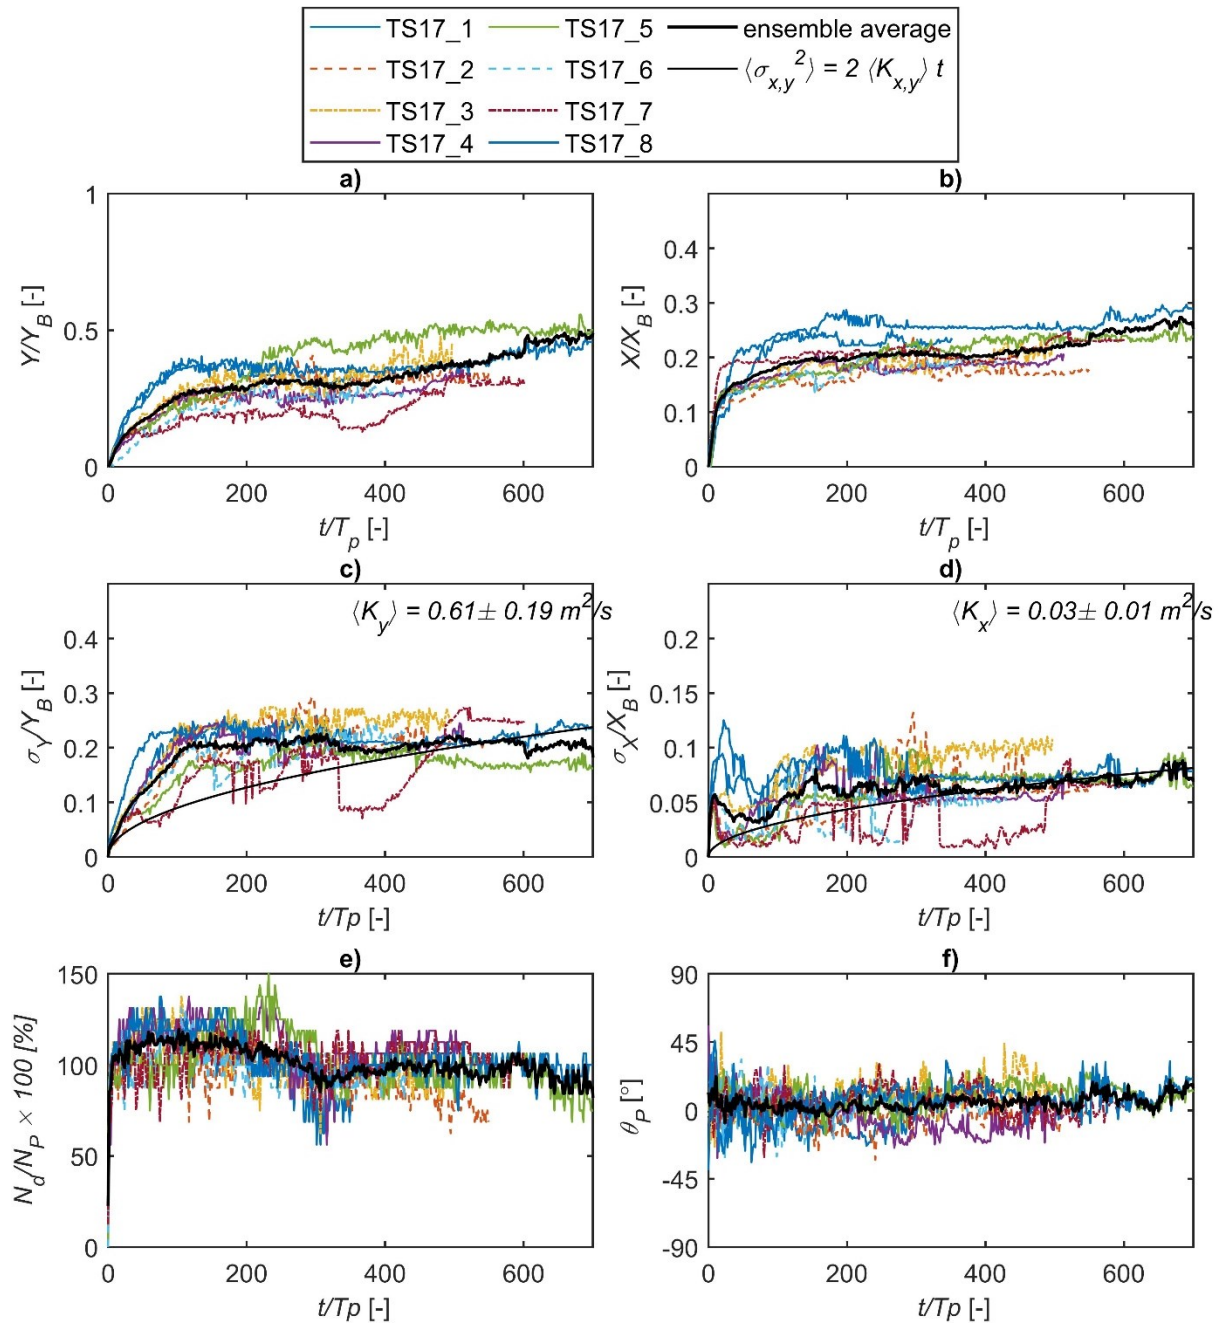 TS17_1 TS17_5 ensemble average
TS17_2 TS17_6 ⟨σx,y²⟩ = 2 ⟨Kx,y⟩ t
TS17_3 TS17_7
TS17_4 TS17_8
a)
1
0.5
0
Y/YB [-]
0 200 400 600
t/Tp [-]
b)
0.4
0.3
0.2
0.1
0
X/XB [-]
0 200 400 600
t/Tp [-]
c)
⟨Ky⟩ = 0.61± 0.19 m²/s
0.4
0.3
0.2
0.1
0
σY/YB [-]
0 200 400 600
t/Tp [-]
d)
⟨Kx⟩ = 0.03± 0.01 m²/s
0.2
0.15
0.1
0.05
0
σX/XB [-]
0 200 400 600
t/Tp [-]
e)
150
100
50
0
Nd/NP × 100 [%]
0 200 400 600
t/Tp [-]
f)
90
45
0
-45
-90
θP [°]
0 200 400 600
t/Tp [-]